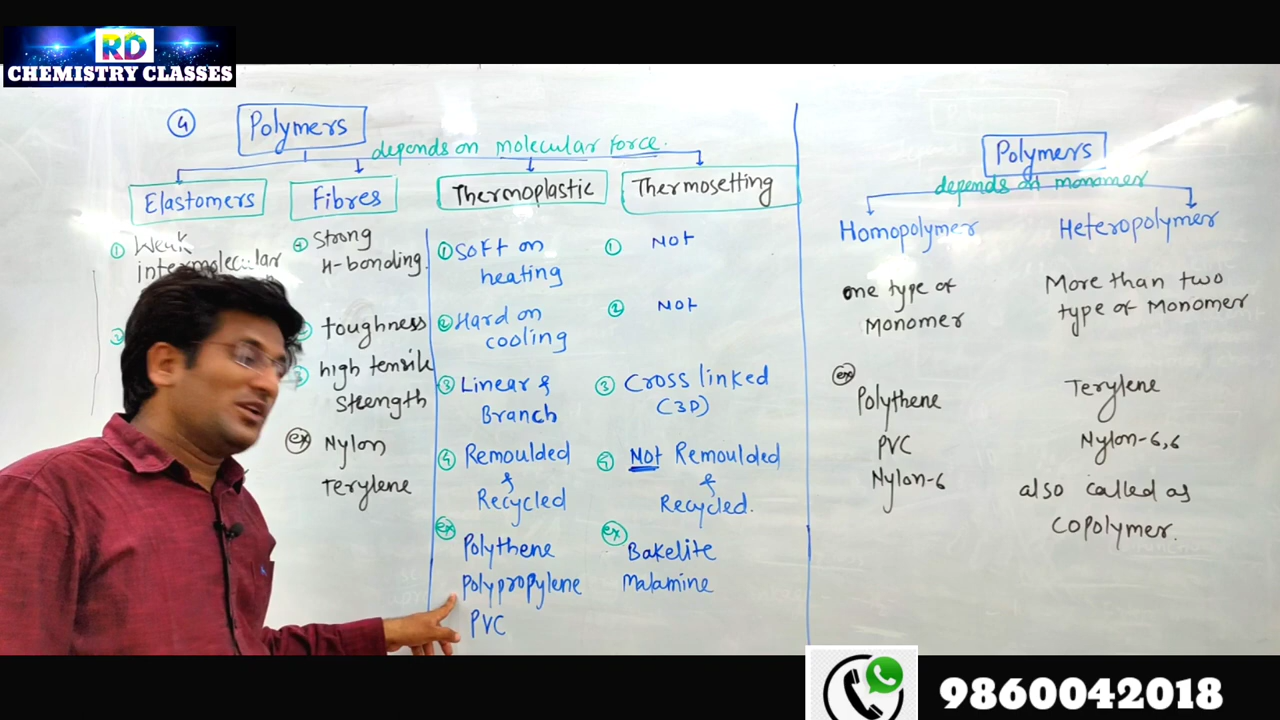 RD
CHEMISTRY CLASSES
④ Polymers
depends on molecular force.
Elastomers
① Weak
intermolecular
Fibres
① Strong
H-bonding.
toughness
③ high tensile
Strength
ex Nylon
Terylene
Thermoplastic
① Soft on
heating
② Hard on
cooling
③ Linear &
Branch
④ Remoulded
&
Recycled
ex
Polythene
Polypropylene
PVC
Thermosetting
① Not
② Not
③ Cross linked
(3D)
④ Not Remoulded
&
Recycled.
ex
Bakelite
Malamine
Polymers
depends on monomer
Homopolymer
one type of
Monomer
ex
Polythene
PVC
Nylon-6
Heteropolymer
More than two
type of Monomer
Terylene
Nylon-6,6
also called as
copolymer.
9860042018